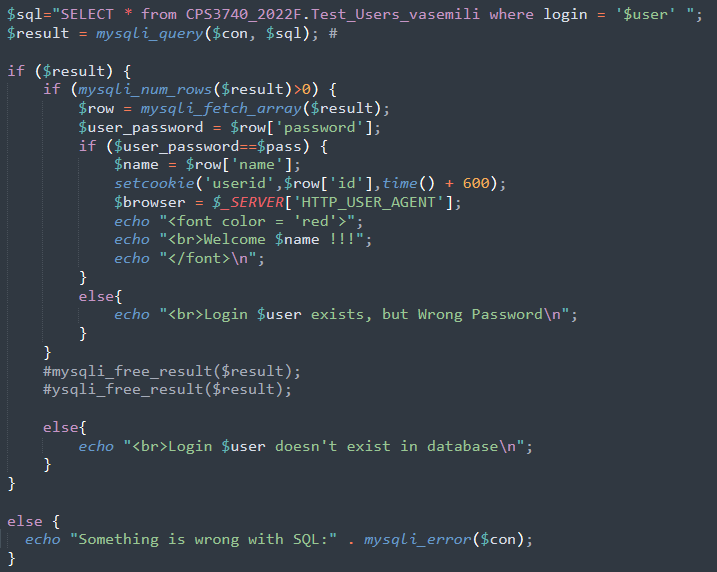 $sql="SELECT * from CPS3740_2022F.Test_Users_vasemili where login = '$user' ";
$result = mysqli_query($con, $sql); #
if ($result) {
if (mysqli_num_rows($result)>0) {
$row = mysqli_fetch_array($result);
$user_password = $row['password'];
if ($user_password==$pass) {
$name = $row['name'];
setcookie('userid',$row['id'],time() + 600);
$browser = $_SERVER['HTTP_USER_AGENT'];
echo "<font color = 'red'>";
echo "<br>Welcome $name !!!";
echo "</font>\n";
}
else{
echo "<br>Login $user exists, but Wrong Password\n";
}
}
#mysqli_free_result($result);
#ysqli_free_result($result);
else{
echo "<br>Login $user doesn't exist in database\n";
}
}
else {
echo "Something is wrong with SQL:" . mysqli_error($con);
}